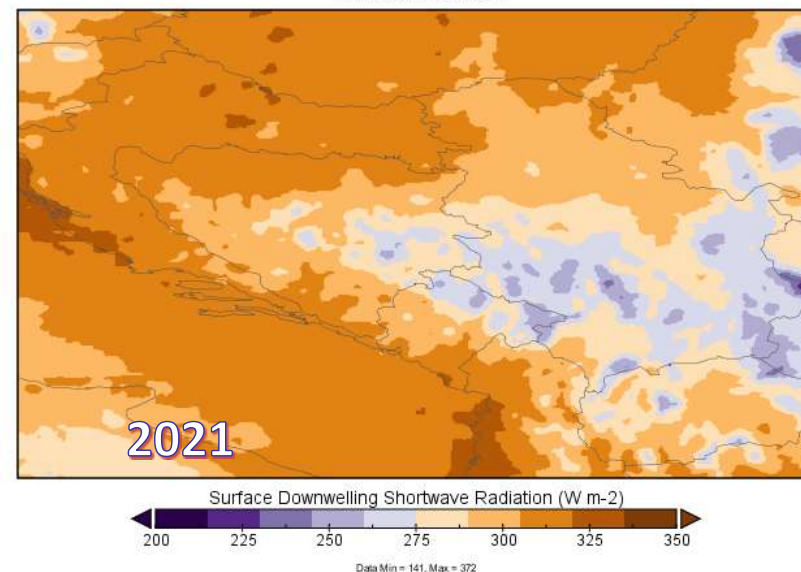 2021
Surface Downwelling Shortwave Radiation (W m-2)
200 225 250 275 300 325 350
Data Min = 141, Max = 372